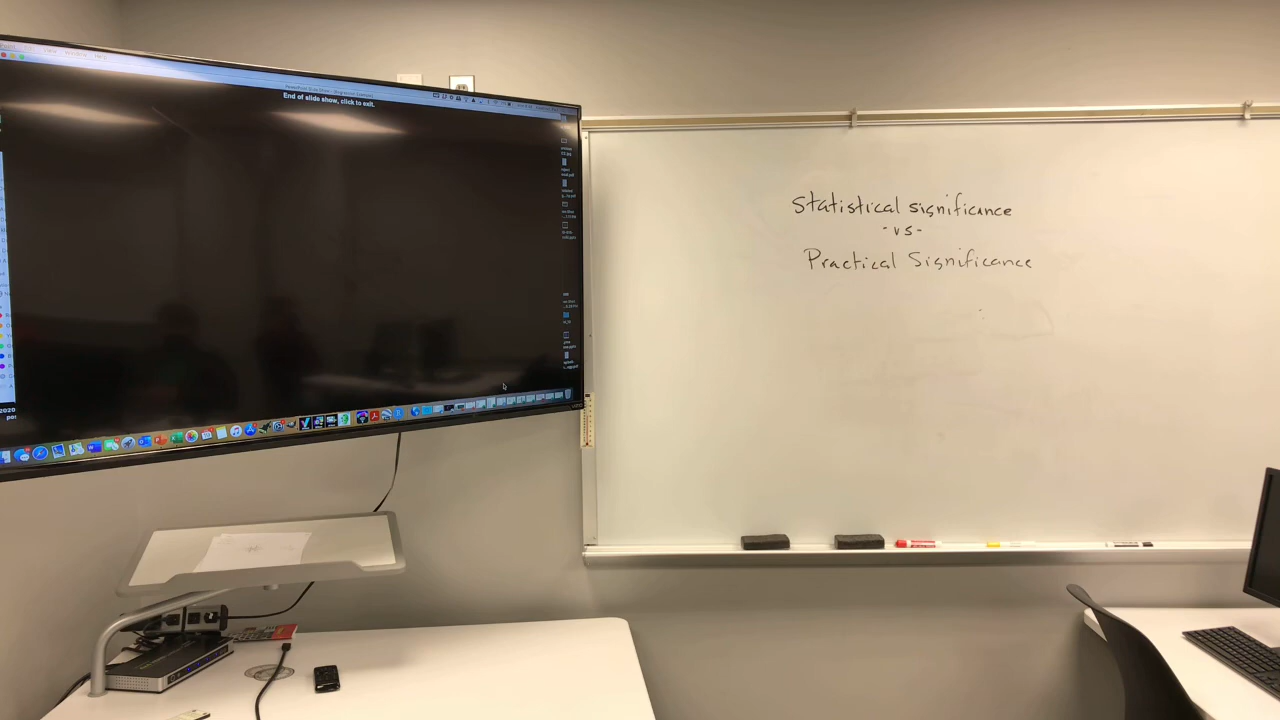 End of slide show, click to exit.
Statistical significance
- vs -
Practical Significance